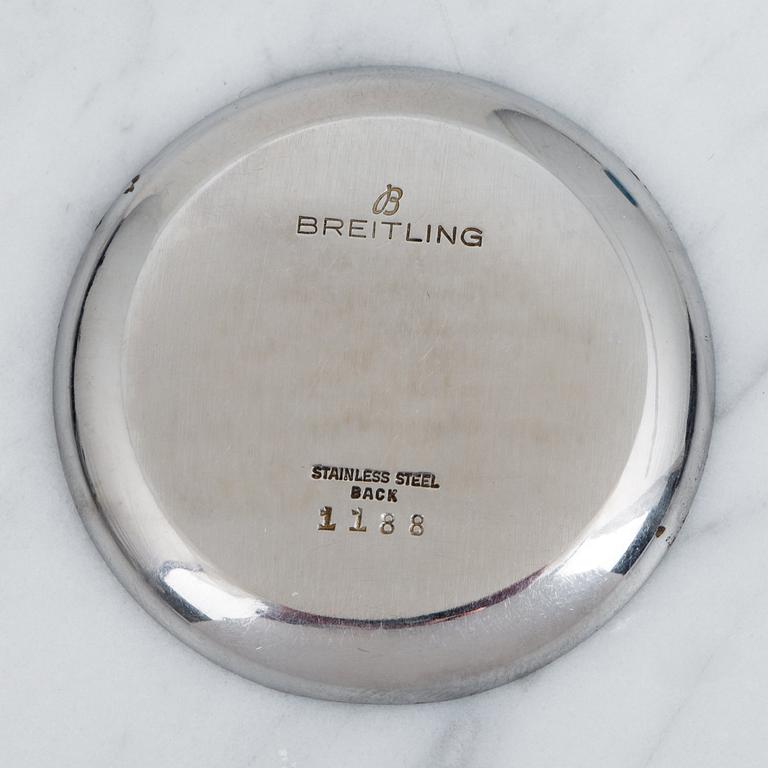 B
BREITLING
STAINLESS STEEL
BACK
1188